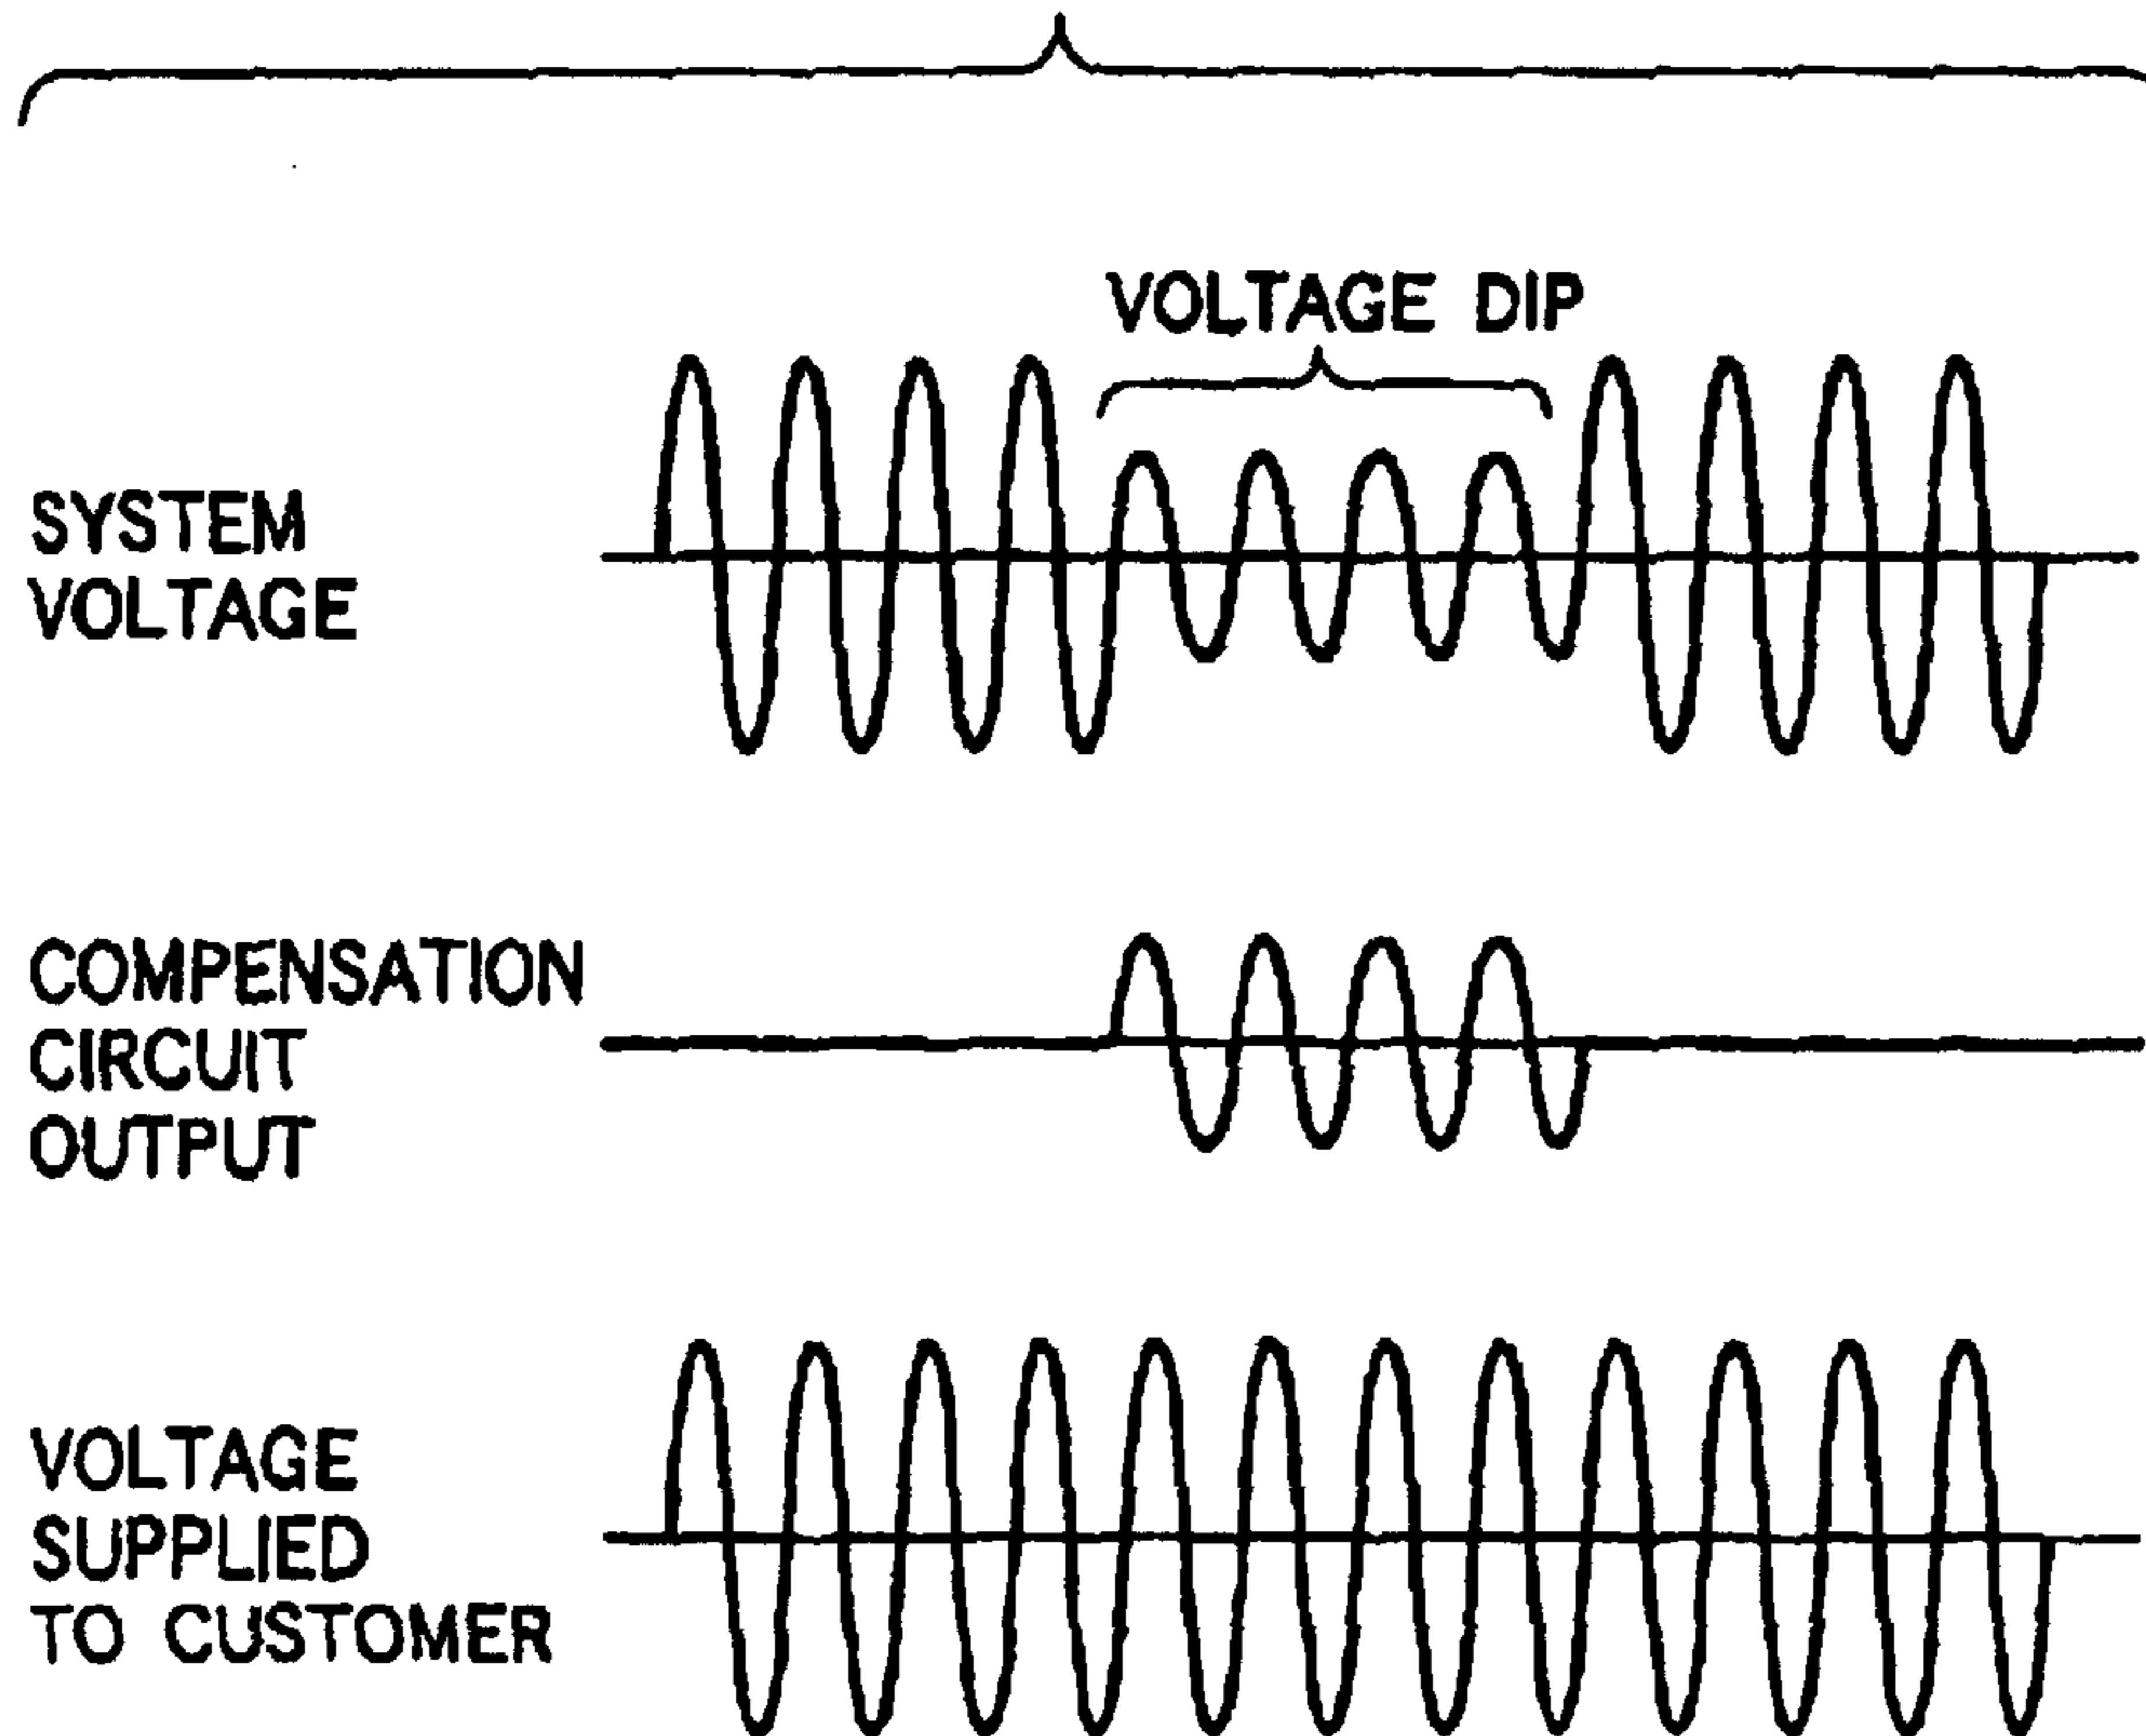 VOLTAGE DIP
SYSTEM
VOLTAGE
COMPENSATION
CIRCUIT
OUTPUT
VOLTAGE
SUPPLIED
TO CUSTOMER